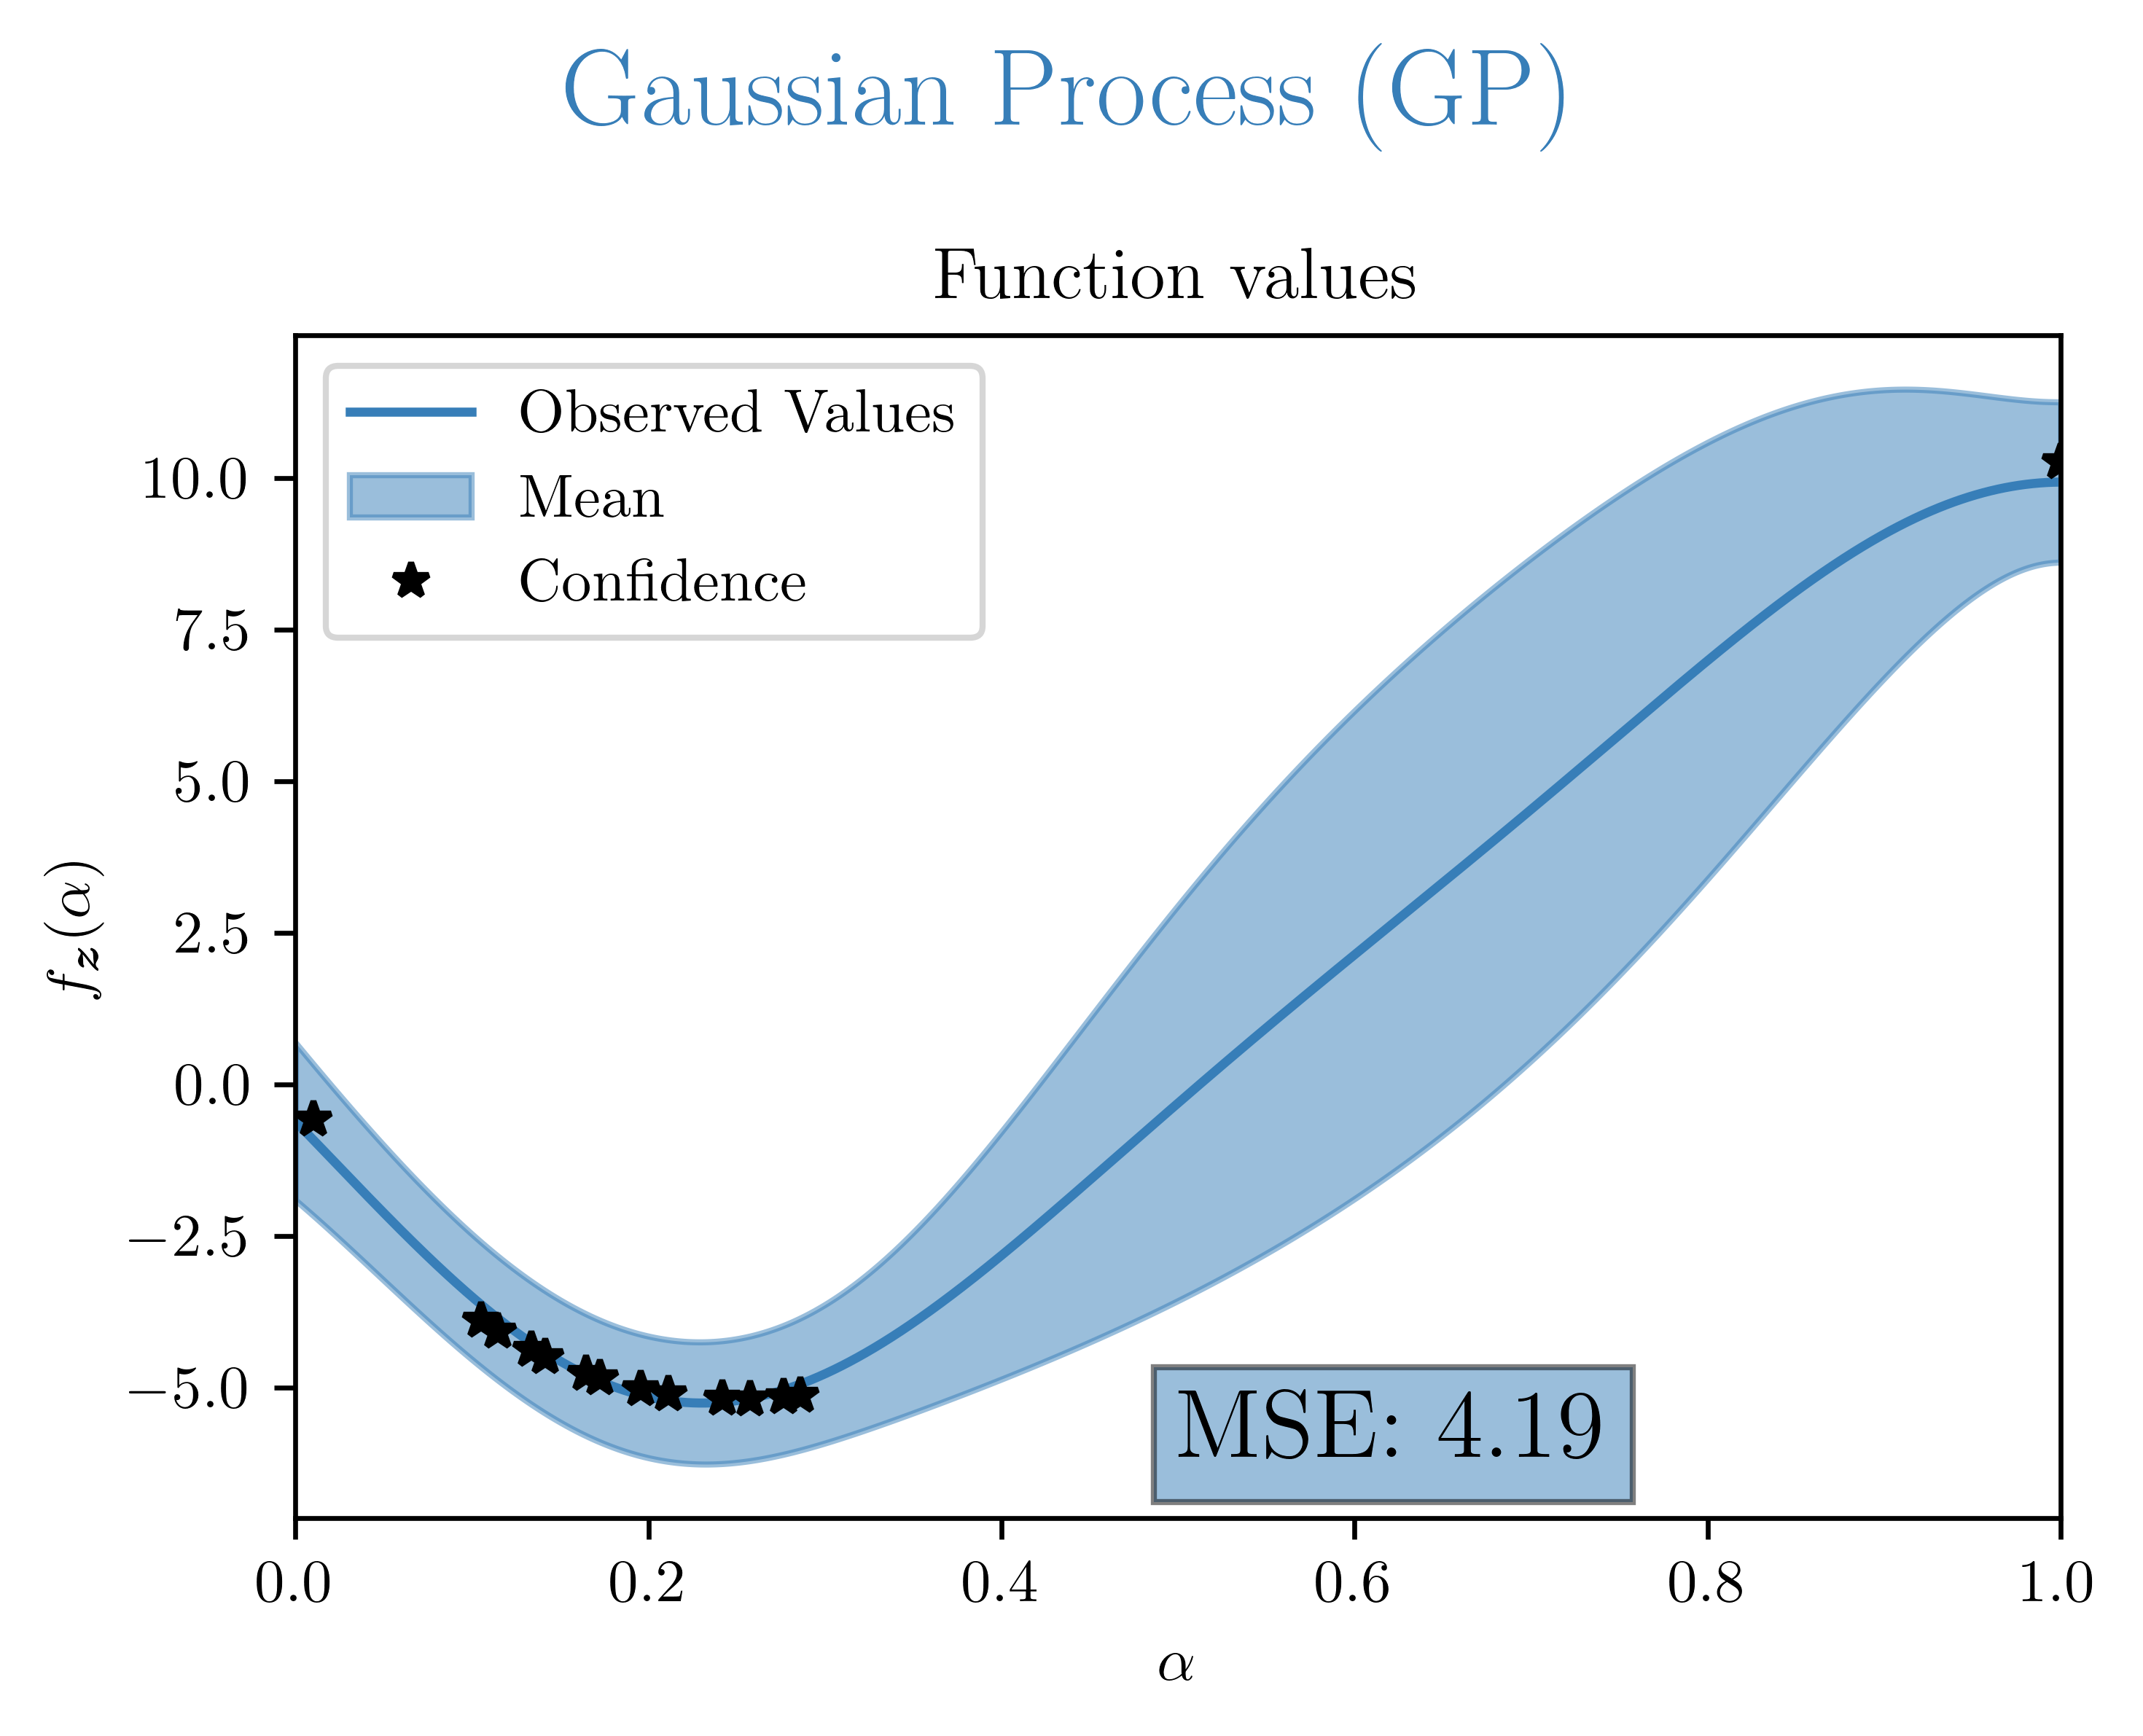 Gaussian Process (GP)
Function values
Observed Values
Mean
Confidence
10.0
7.5
5.0
2.5
0.0
−2.5
−5.0
f_z(α)
MSE: 4.19
0.0 0.2 0.4 0.6 0.8 1.0
α